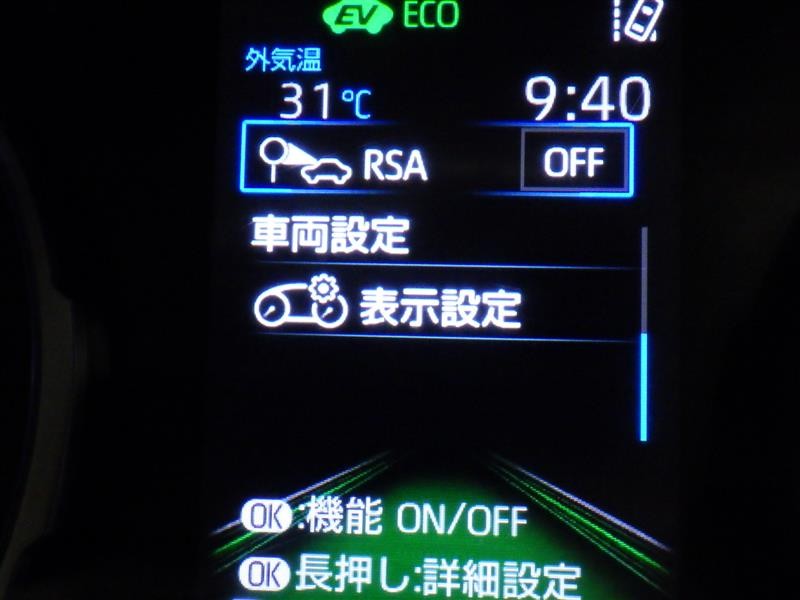 EV ECO
外気温
31℃ 9:40
RSA OFF
車両設定
表示設定
OK:機能 ON/OFF
OK長押し:詳細設定